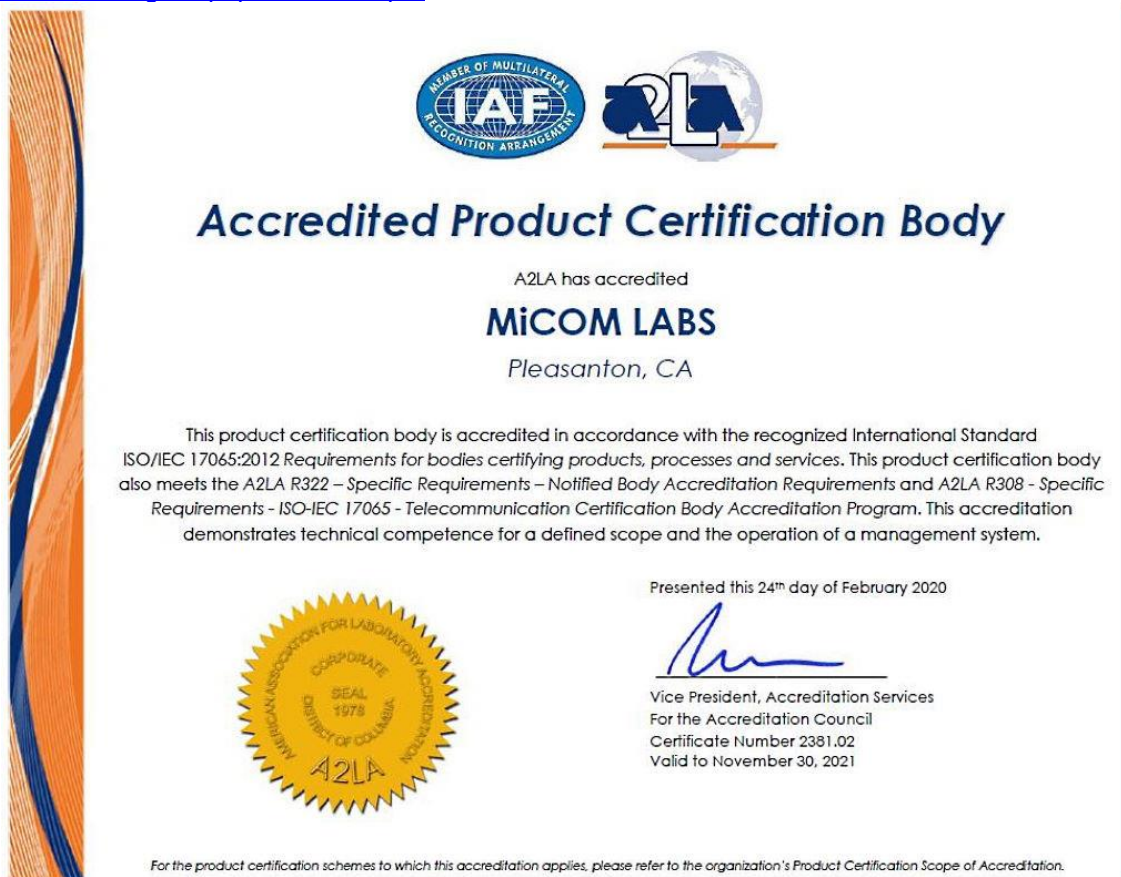 MEMBER OF MULTILATERAL
IAF
RECOGNITION ARRANGEMENT
a2La
Accredited Product Certification Body
A2LA has accredited
MiCOM LABS
Pleasanton, CA
This product certification body is accredited in accordance with the recognized International Standard
ISO/IEC 17065:2012 Requirements for bodies certifying products, processes and services. This product certification body
also meets the A2LA R322 – Specific Requirements – Notified Body Accreditation Requirements and A2LA R308 - Specific
Requirements - ISO-IEC 17065 - Telecommunication Certification Body Accreditation Program. This accreditation
demonstrates technical competence for a defined scope and the operation of a management system.
AMERICAN ASSOCIATION FOR LABORATORY ACCREDITATION
CORPORATE
SEAL
1978
DISTRICT OF COLUMBIA
A2LA
Presented this 24th day of February 2020
Vice President, Accreditation Services
For the Accreditation Council
Certificate Number 2381.02
Valid to November 30, 2021
For the product certification schemes to which this accreditation applies, please refer to the organization's Product Certification Scope of Accreditation.